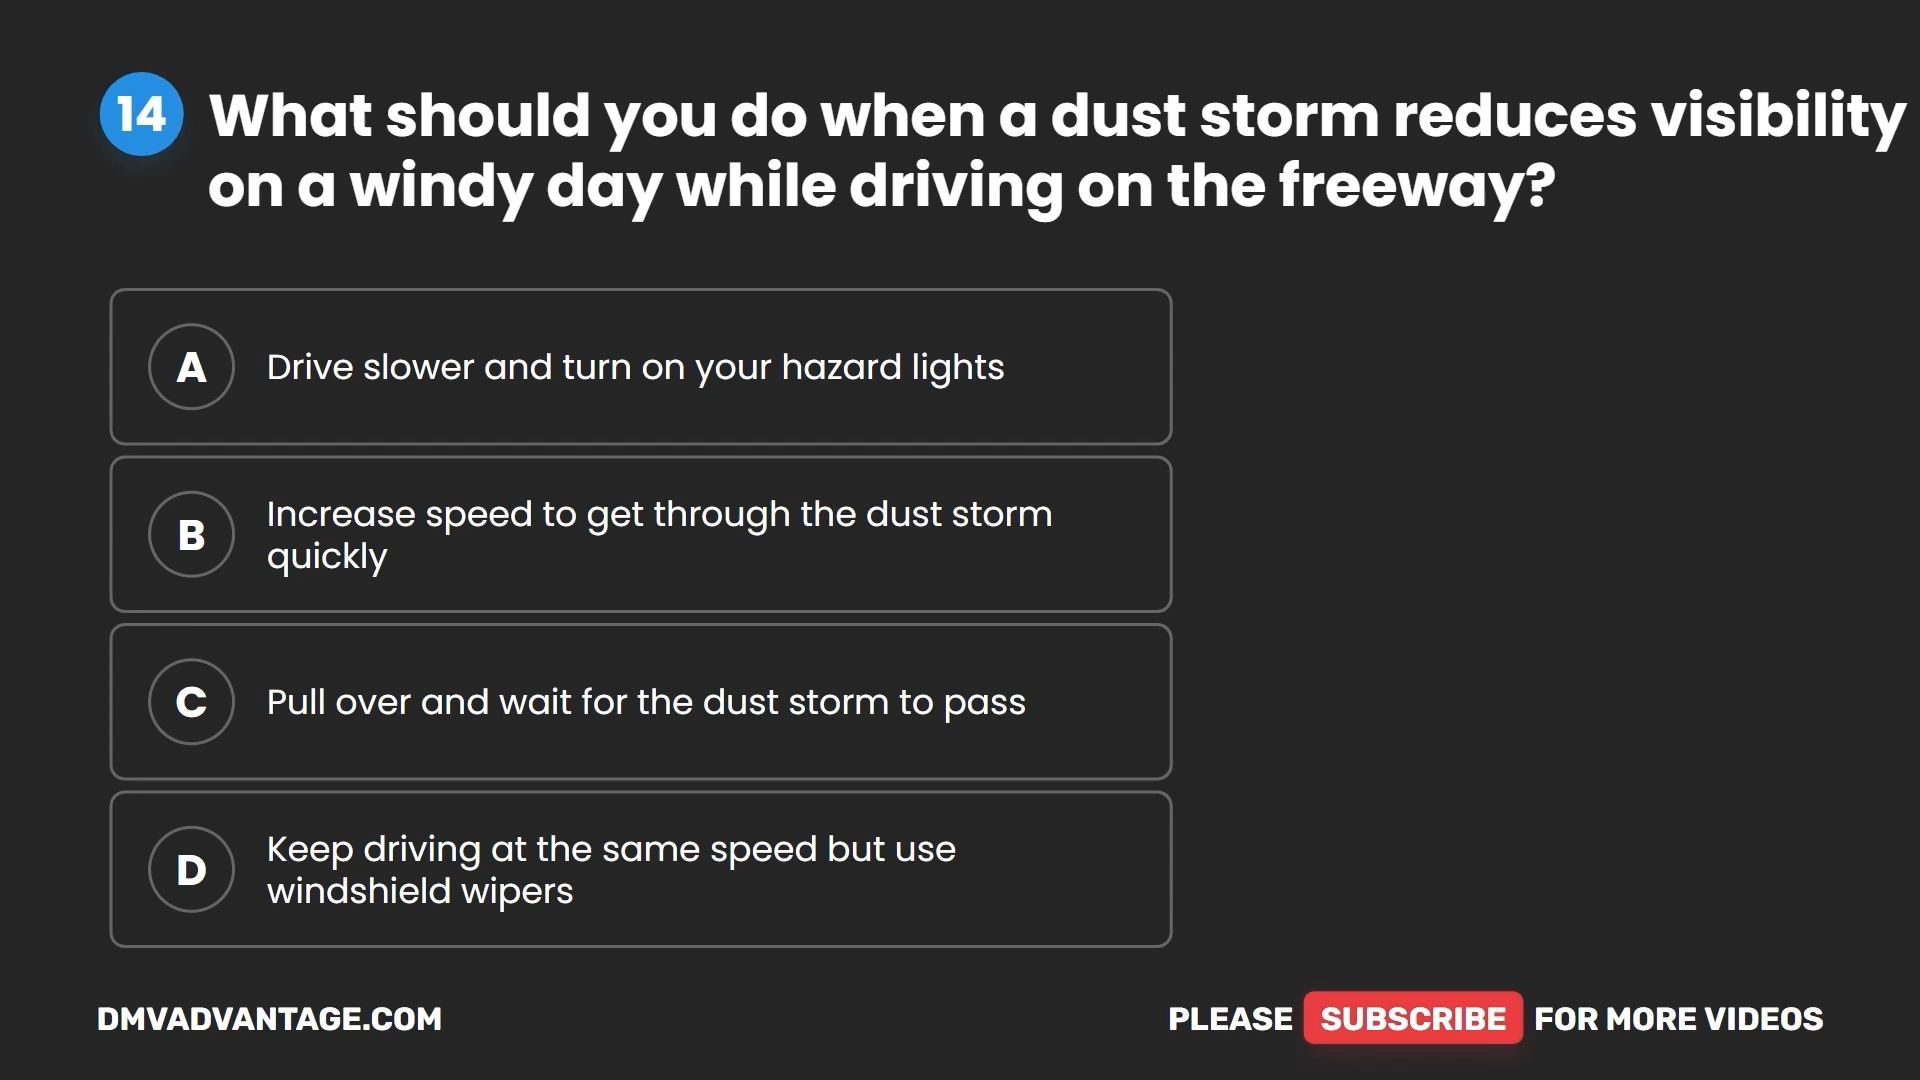 14
What should you do when a dust storm reduces visibility
on a windy day while driving on the freeway?
A
Drive slower and turn on your hazard lights
B
Increase speed to get through the dust storm
quickly
C
Pull over and wait for the dust storm to pass
D
Keep driving at the same speed but use
windshield wipers
DMVADVANTAGE.COM
PLEASE SUBSCRIBE FOR MORE VIDEOS